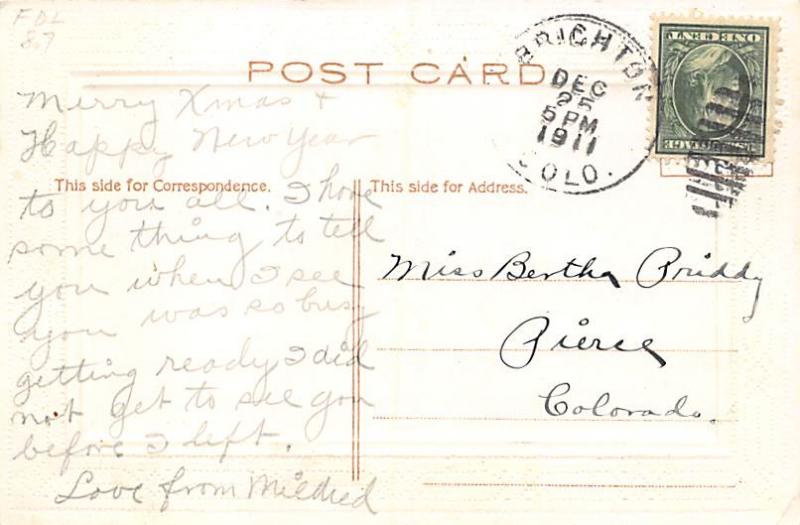 FDL
8.7
POST CARD
BRIGHTON
DEC
25
5 PM
1911
COLO.
ONE CENT
Merry Xmas +
Happy New Year
This side for Correspondence.
to you all. I have
some thing to tell
you when I see
you was so busy
getting ready I did
not get to see you
before I left.
Love from Mildred
This side for Address.
Miss Bertha Priddy
Pierce
Colorado.